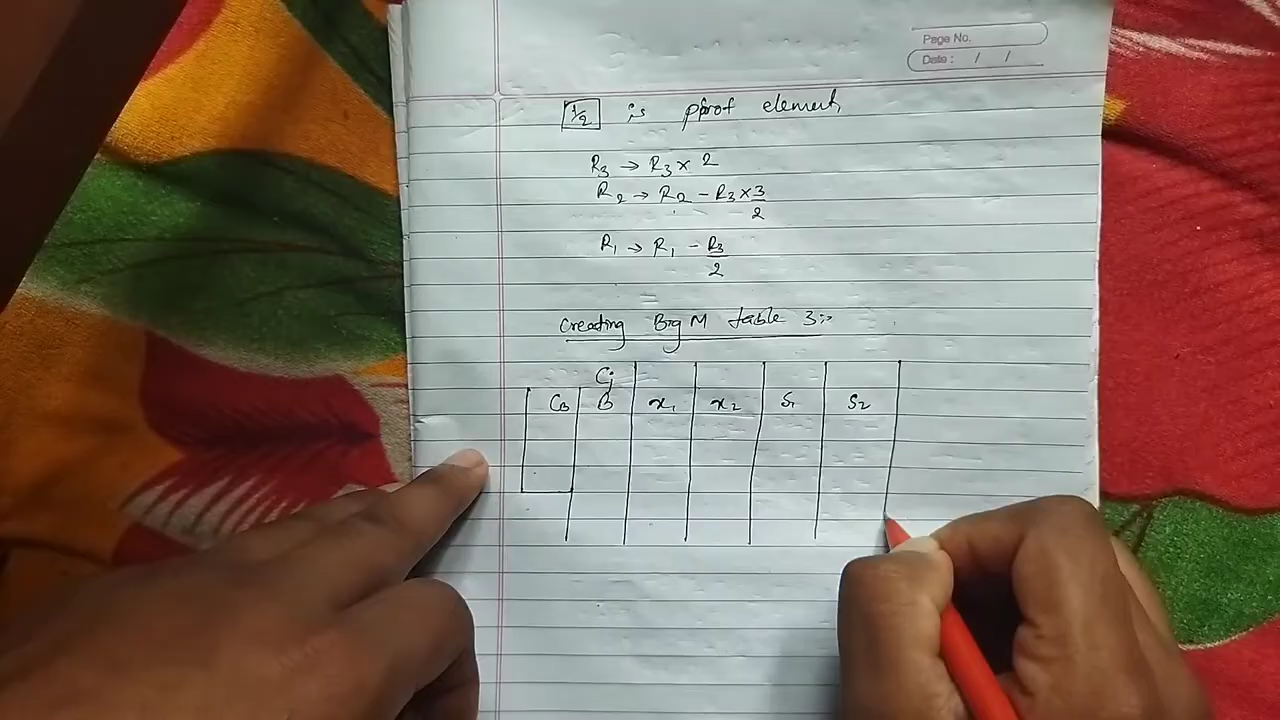 Page No.
Date : / /
1/2 is pivot element,
R3 → R3 × 2
R2 → R2 - R3 × 3/2
R1 → R1 - R3/2
Creating Big M table 3:-
Cj
CB B x1 x2 S1 S2